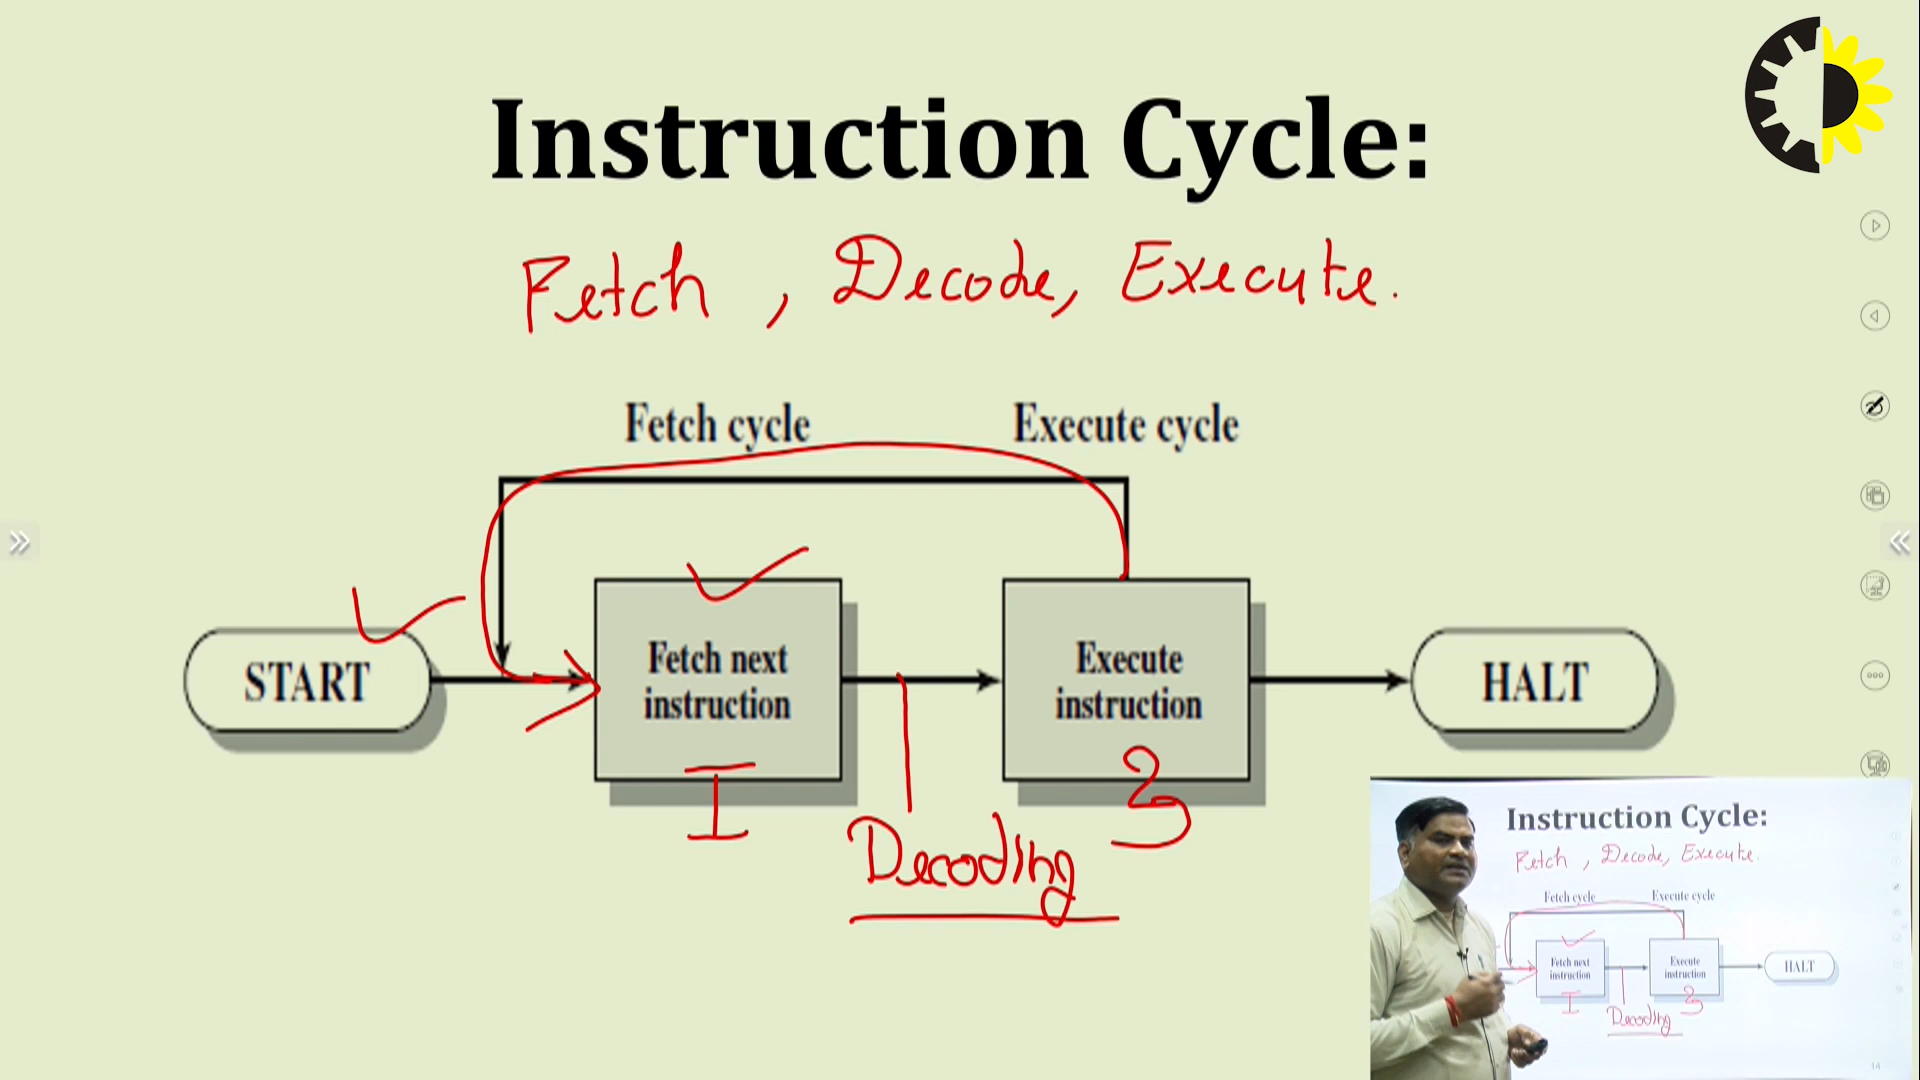 Instruction Cycle:
Fetch , Decode, Execute.
Fetch cycle
Execute cycle
START
Fetch next
instruction
Execute
instruction
HALT
I
3
Decoding
Instruction Cycle:
Fetch , Decode, Execute.
Fetch cycle
Execute cycle
Fetch next
instruction
Execute
instruction
HALT
I
3
Decoding
14